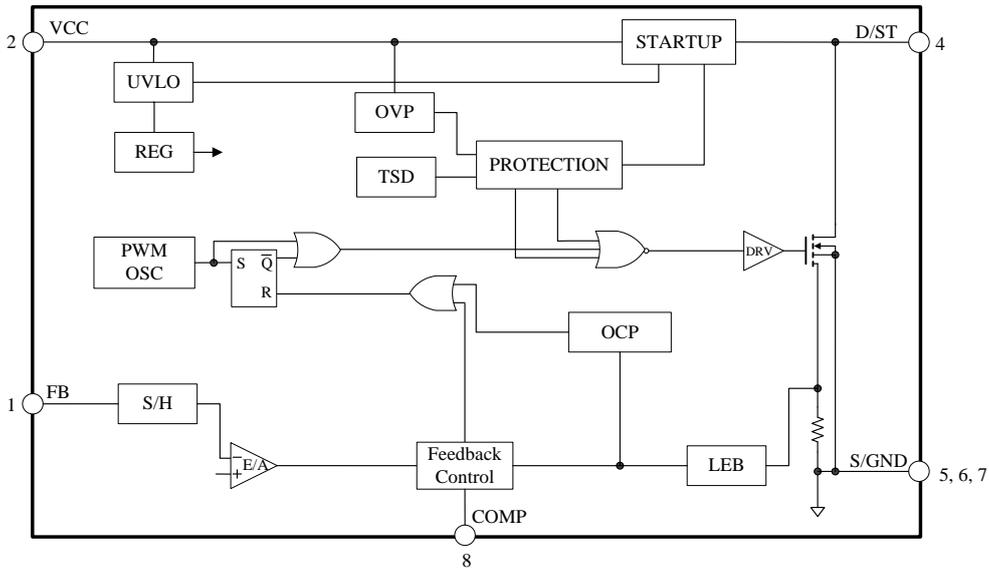 VCC
D/ST
2
STARTUP
4
UVLO
OVP
REG
PROTECTION
TSD
PWM
OSC
S Q̅
R
DRV
OCP
FB
1
S/H
E/A
−
+
Feedback
Control
LEB
S/GND
5, 6, 7
COMP
8